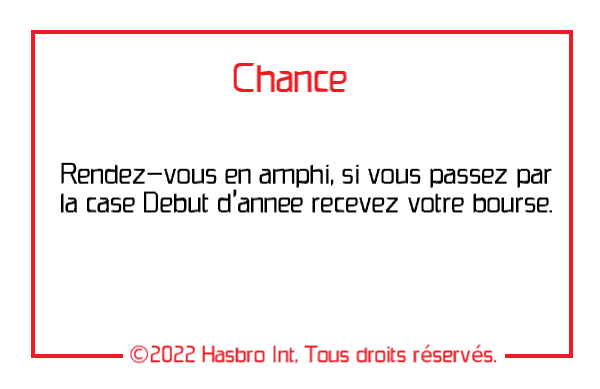 Chance
Rendez-vous en amphi, si vous passez par
la case Debut d'annee recevez votre bourse.
©2022 Hasbro Int. Tous droits réservés.